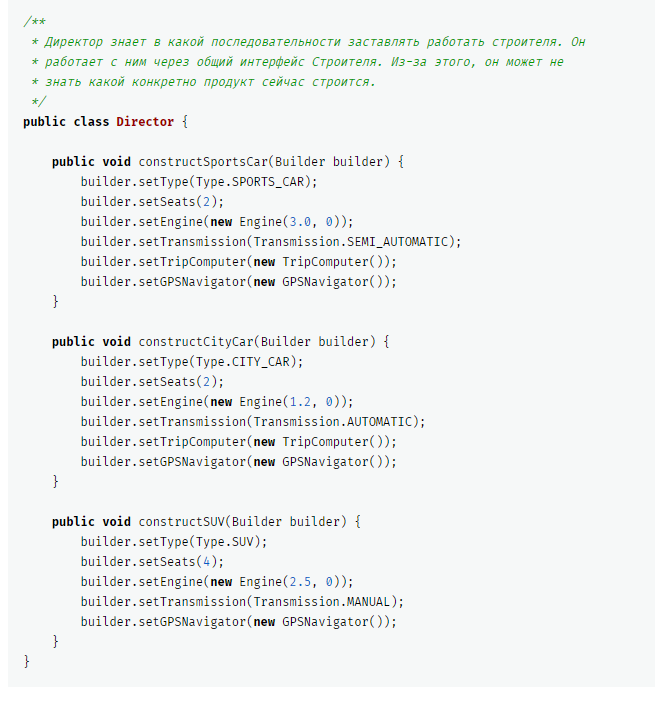 /**
 * Директор знает в какой последовательности заставлять работать строителя. Он
 * работает с ним через общий интерфейс Строителя. Из-за этого, он может не
 * знать какой конкретно продукт сейчас строится.
 */
public class Director {

    public void constructSportsCar(Builder builder) {
        builder.setType(Type.SPORTS_CAR);
        builder.setSeats(2);
        builder.setEngine(new Engine(3.0, 0));
        builder.setTransmission(Transmission.SEMI_AUTOMATIC);
        builder.setTripComputer(new TripComputer());
        builder.setGPSNavigator(new GPSNavigator());
    }

    public void constructCityCar(Builder builder) {
        builder.setType(Type.CITY_CAR);
        builder.setSeats(2);
        builder.setEngine(new Engine(1.2, 0));
        builder.setTransmission(Transmission.AUTOMATIC);
        builder.setTripComputer(new TripComputer());
        builder.setGPSNavigator(new GPSNavigator());
    }

    public void constructSUV(Builder builder) {
        builder.setType(Type.SUV);
        builder.setSeats(4);
        builder.setEngine(new Engine(2.5, 0));
        builder.setTransmission(Transmission.MANUAL);
        builder.setGPSNavigator(new GPSNavigator());
    }
}